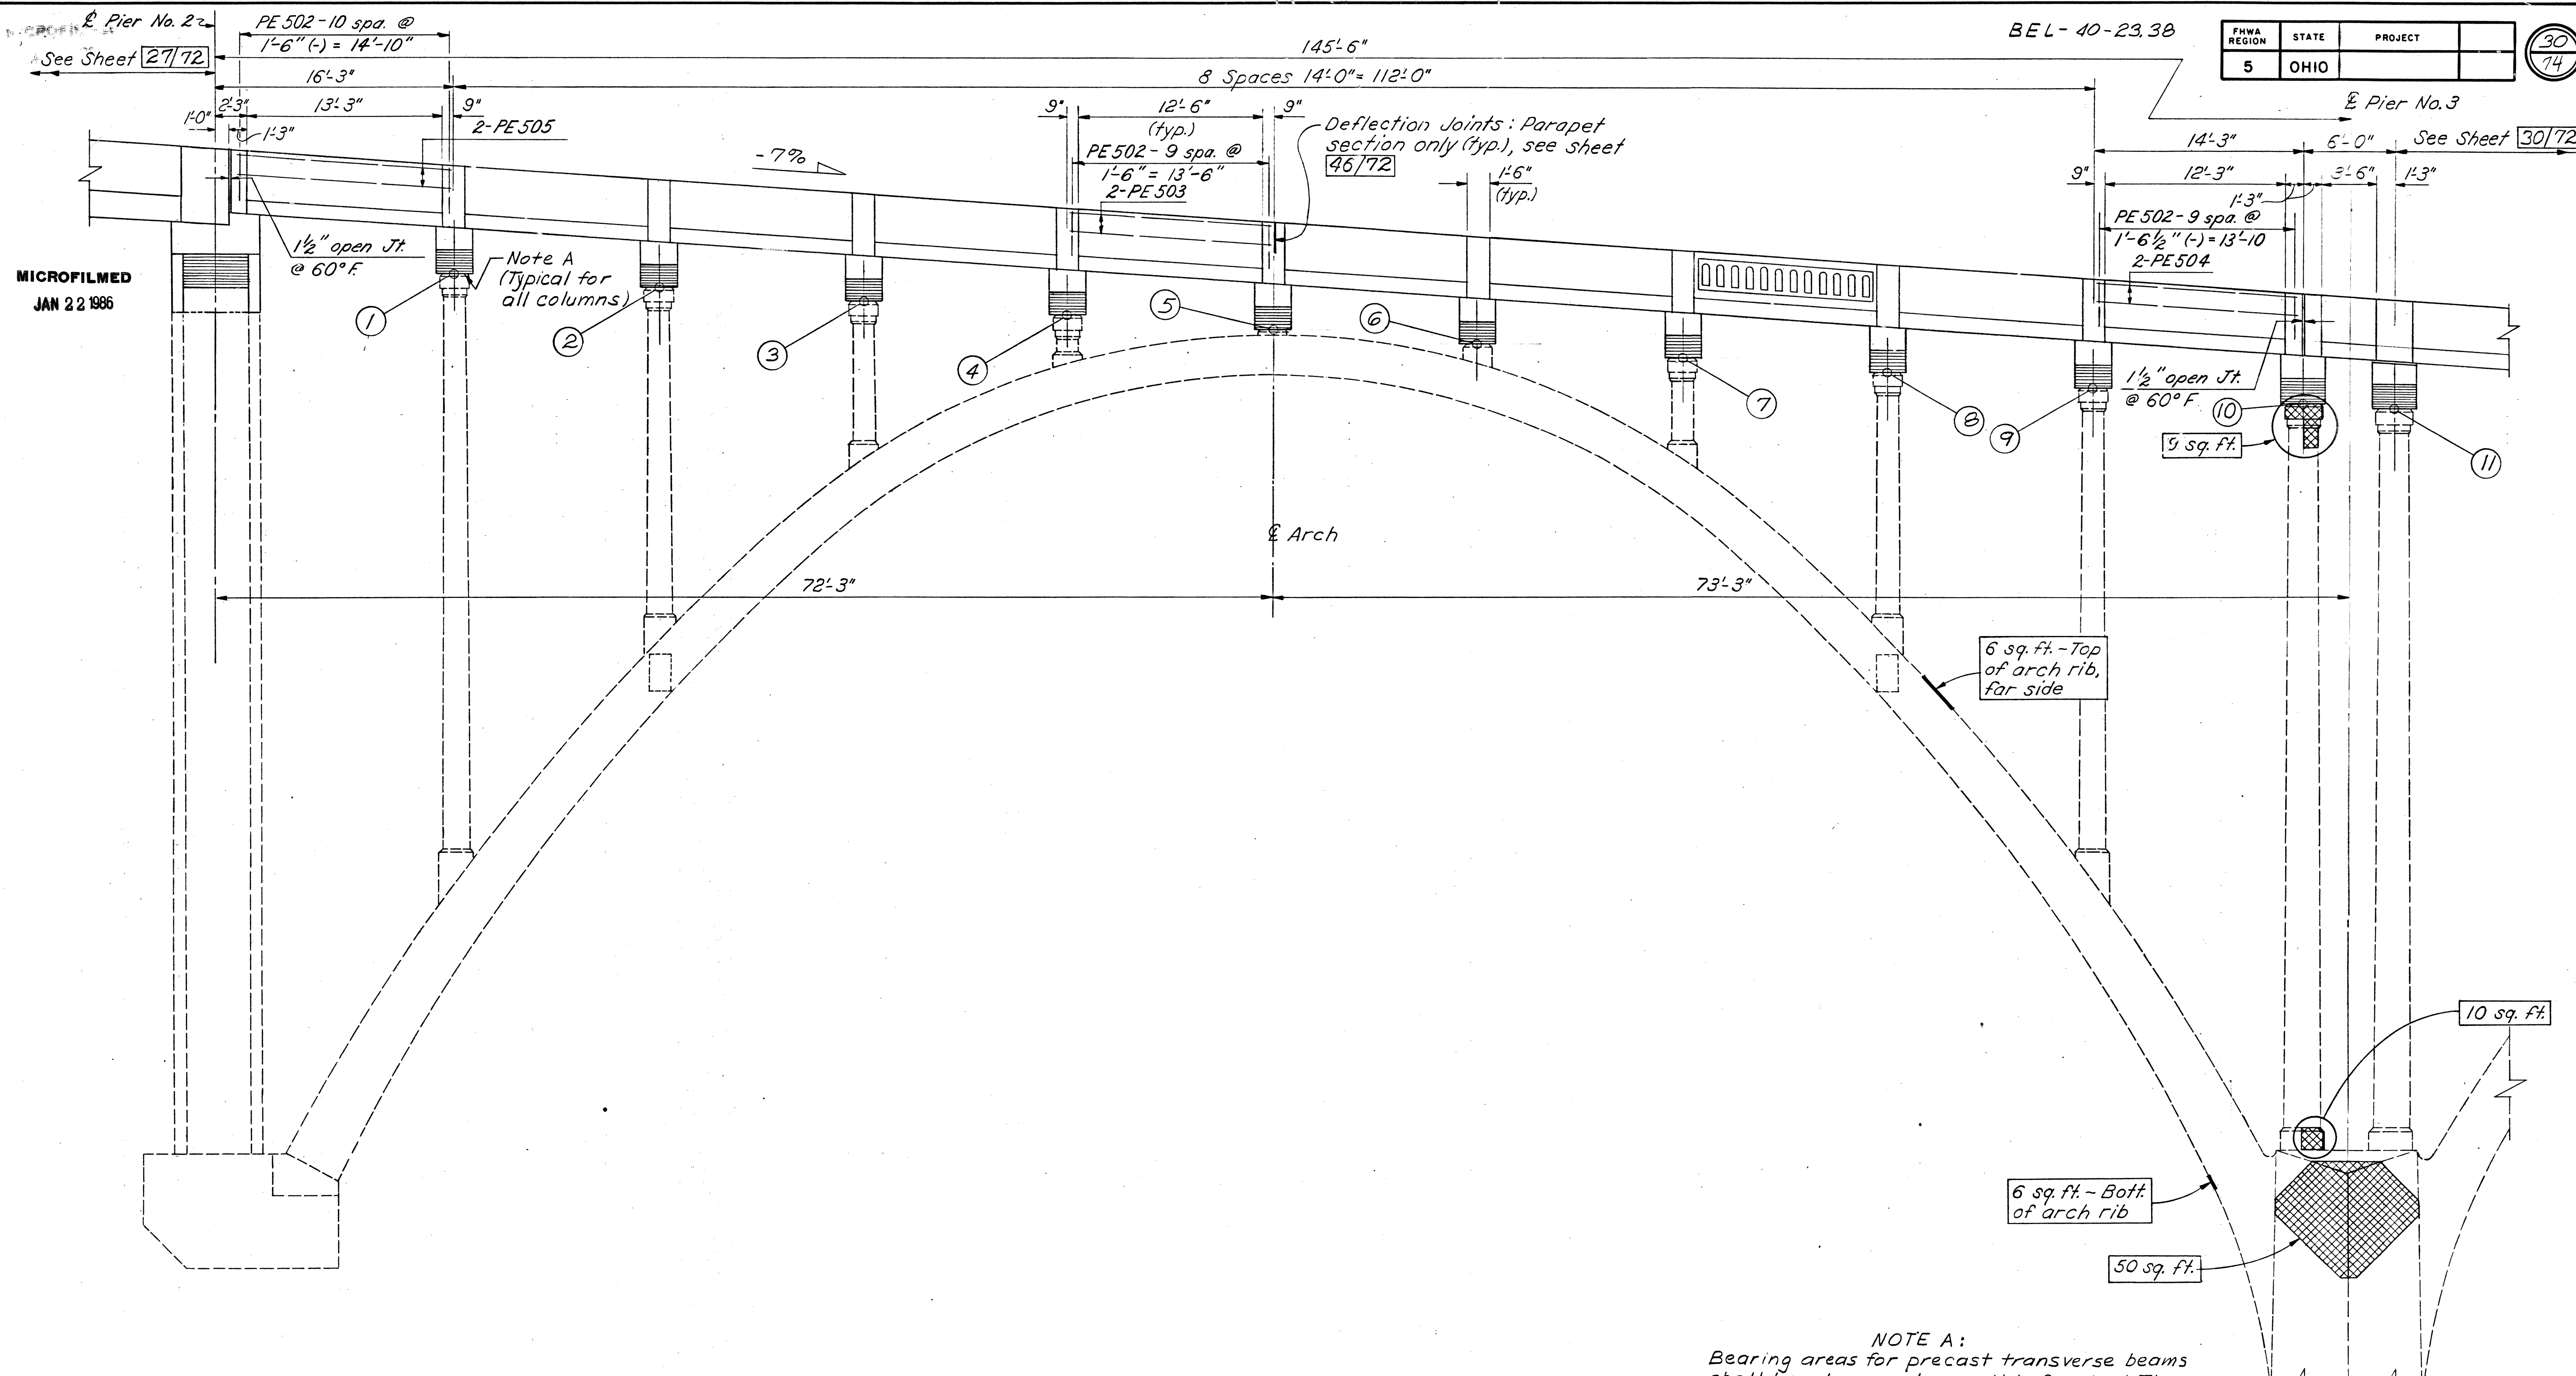 ℄ Pier No. 2
See Sheet 27/72
PE 502-10 spa. @
1'-6" (-) = 14'-10"
145'-6"
BEL-40-23.38
FHWA REGION
STATE
PROJECT
5
OHIO
30
74
16'-3"
8 Spaces 14'-0" = 112'-0"
℄ Pier No. 3
1'-0"
2'-3"
13'-3"
9"
1'-3"
2-PE505
9"
12'-6"
(typ.)
9"
PE 502-9 spa. @
1'-6" = 13'-6"
2-PE 503
-7%
Deflection Joints: Parapet
section only (typ.), see sheet
46/72
1'-6"
(typ.)
14'-3"
6'-0"
See Sheet 30/72
9"
12'-3"
3'-6"
1'-3"
1'-3"
PE 502-9 spa. @
1'-6 1/2" (-) = 13'-10
2-PE504
1 1/2" open Jt.
@ 60° F.
Note A
(Typical for
all columns)
MICROFILMED
JAN 22 1986
1
2
3
4
5
6
7
8
9
1 1/2" open Jt.
@ 60° F.
10
9 sq. ft.
11
℄ Arch
72'-3"
73'-3"
6 sq. ft. - Top
of arch rib,
far side
10 sq. ft.
6 sq. ft. - Bott.
of arch rib
50 sq. ft.
NOTE A:
Bearing areas for precast transverse beams